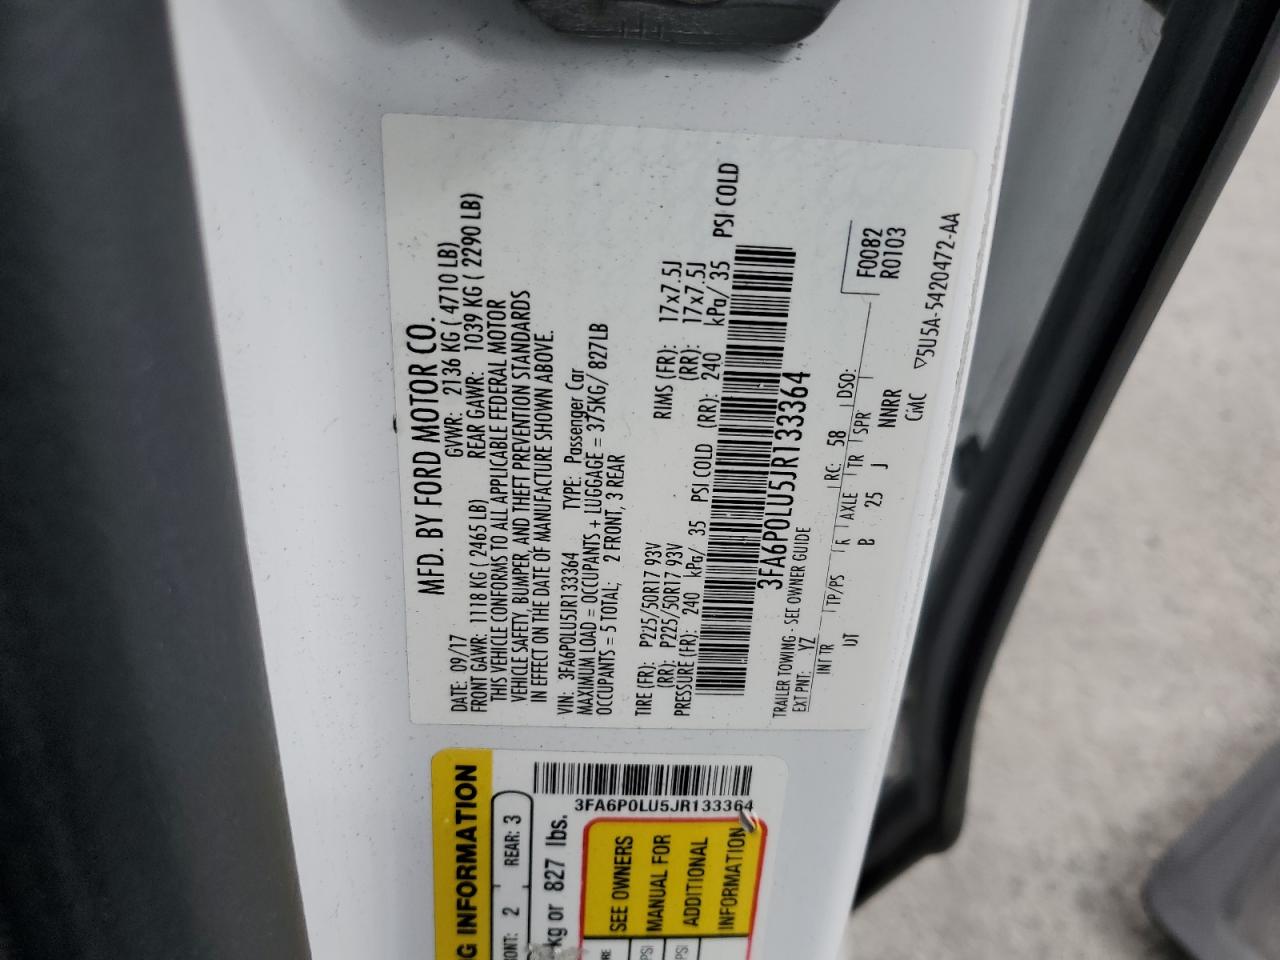 MFD. BY FORD MOTOR CO.
DATE: 09/17 GVWR: 2136 KG ( 4710 LB)
FRONT GAWR: 1118 KG ( 2465 LB) REAR GAWR: 1039 KG ( 2290 LB)
THIS VEHICLE CONFORMS TO ALL APPLICABLE FEDERAL MOTOR
VEHICLE SAFETY, BUMPER, AND THEFT PREVENTION STANDARDS
IN EFFECT ON THE DATE OF MANUFACTURE SHOWN ABOVE.
VIN: 3FA6P0LU5JR133364 TYPE: Passenger Car
MAXIMUM LOAD = OCCUPANTS + LUGGAGE = 375KG/ 827LB
OCCUPANTS = 5 TOTAL; 2 FRONT, 3 REAR
TIRE (FR): P225/50R17 93V RIMS (FR): 17x7.5J
(RR): P225/50R17 93V (RR): 17x7.5J
PRESSURE (FR): 240 kPa/ 35 PSI COLD (RR): 240 kPa/ 35 PSI COLD
3FA6P0LU5JR133364
TRAILER TOWING - SEE OWNER GUIDE
EXT PNT: YZ RC: 58 DSO: F0082
INT TR TP/PS R AXLE TR SPR R0103
UT B 25 J NNRR
CiMC ▽5U5A-5420472-AA
G INFORMATION
RONT: 2 REAR: 3
kg or 827 lbs.
3FA6P0LU5JR133364
SEE OWNERS
MANUAL FOR
ADDITIONAL
INFORMATION
RE
PSI
PSI